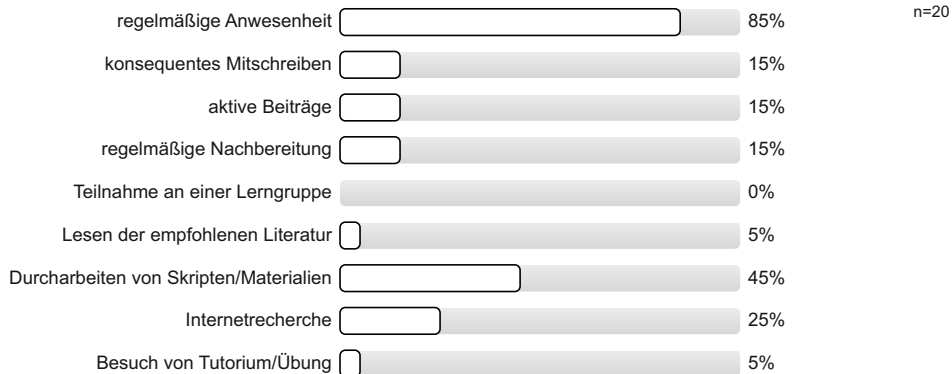 regelmäßige Anwesenheit 85% n=20
konsequentes Mitschreiben 15%
aktive Beiträge 15%
regelmäßige Nachbereitung 15%
Teilnahme an einer Lerngruppe 0%
Lesen der empfohlenen Literatur 5%
Durcharbeiten von Skripten/Materialien 45%
Internetrecherche 25%
Besuch von Tutorium/Übung 5%